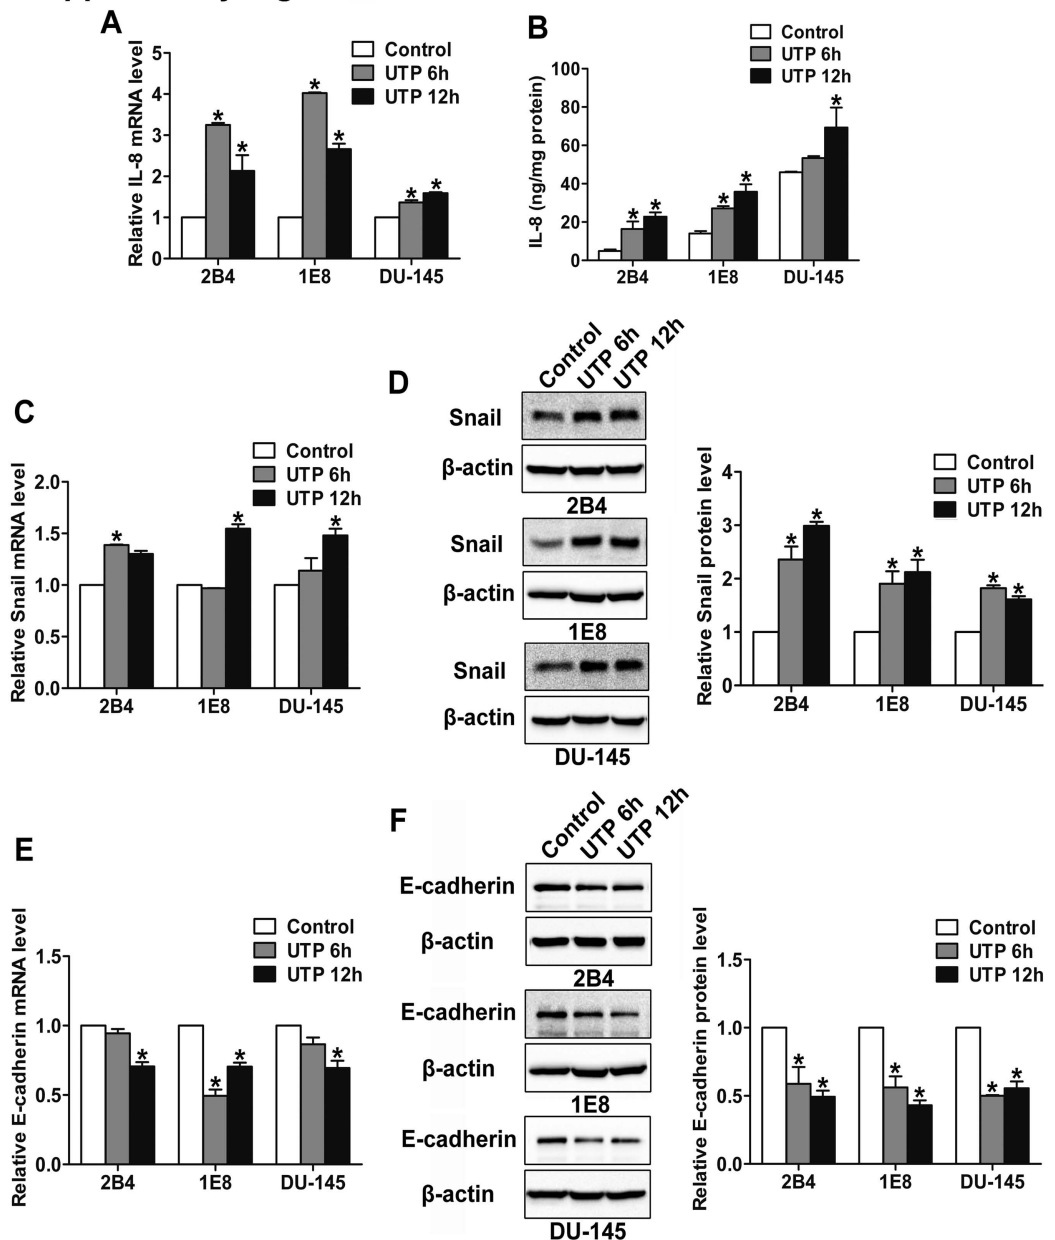 A
Control
UTP 6h
UTP 12h
Relative IL-8 mRNA level
5
4
3
2
1
0
* * * * * *
2B4 1E8 DU-145
B
Control
UTP 6h
UTP 12h
IL-8 (ng/mg protein)
100
80
60
40
20
0
* * * * *
2B4 1E8 DU-145
C
Control
UTP 6h
UTP 12h
Relative Snail mRNA level
2.0
1.5
1.0
0.5
0.0
* * *
2B4 1E8 DU-145
D
Control UTP 6h UTP 12h
Snail
β-actin
2B4
Snail
β-actin
1E8
Snail
β-actin
DU-145
Control
UTP 6h
UTP 12h
Relative Snail protein level
4
3
2
1
0
* * * * * *
2B4 1E8 DU-145
E
Control
UTP 6h
UTP 12h
Relative E-cadherin mRNA level
1.5
1.0
0.5
0.0
* * * *
2B4 1E8 DU-145
F
Control UTP 6h UTP 12h
E-cadherin
β-actin
2B4
E-cadherin
β-actin
1E8
E-cadherin
β-actin
DU-145
Control
UTP 6h
UTP 12h
Relative E-cadherin protein level
1.5
1.0
0.5
0.0
* * * * * *
2B4 1E8 DU-145